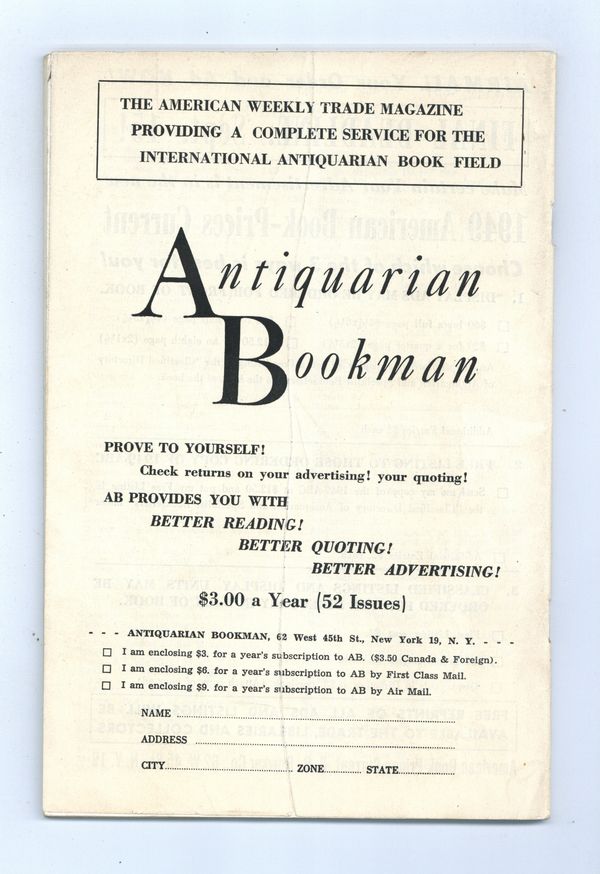 THE AMERICAN WEEKLY TRADE MAGAZINE
PROVIDING A COMPLETE SERVICE FOR THE
INTERNATIONAL ANTIQUARIAN BOOK FIELD
Antiquarian
Bookman
PROVE TO YOURSELF!
Check returns on your advertising! your quoting!
AB PROVIDES YOU WITH
BETTER READING!
BETTER QUOTING!
BETTER ADVERTISING!
$3.00 a Year (52 Issues)
- - - ANTIQUARIAN BOOKMAN, 62 West 45th St., New York 19, N. Y. - - -
☐ I am enclosing $3. for a year's subscription to AB. ($3.50 Canada & Foreign).
☐ I am enclosing $6. for a year's subscription to AB by First Class Mail.
☐ I am enclosing $9. for a year's subscription to AB by Air Mail.
NAME
ADDRESS
CITY ZONE STATE